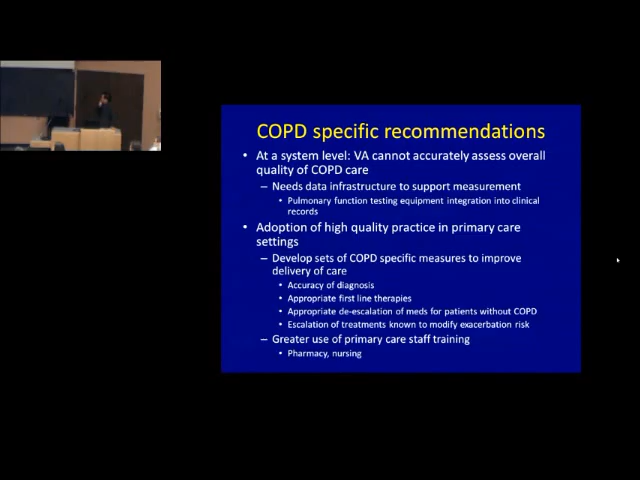 COPD specific recommendations
• At a system level: VA cannot accurately assess overall
quality of COPD care
– Needs data infrastructure to support measurement
• Pulmonary function testing equipment integration into clinical
records
• Adoption of high quality practice in primary care
settings
– Develop sets of COPD specific measures to improve
delivery of care
• Accuracy of diagnosis
• Appropriate first line therapies
• Appropriate de-escalation of meds for patients without COPD
• Escalation of treatments known to modify exacerbation risk
– Greater use of primary care staff training
• Pharmacy, nursing